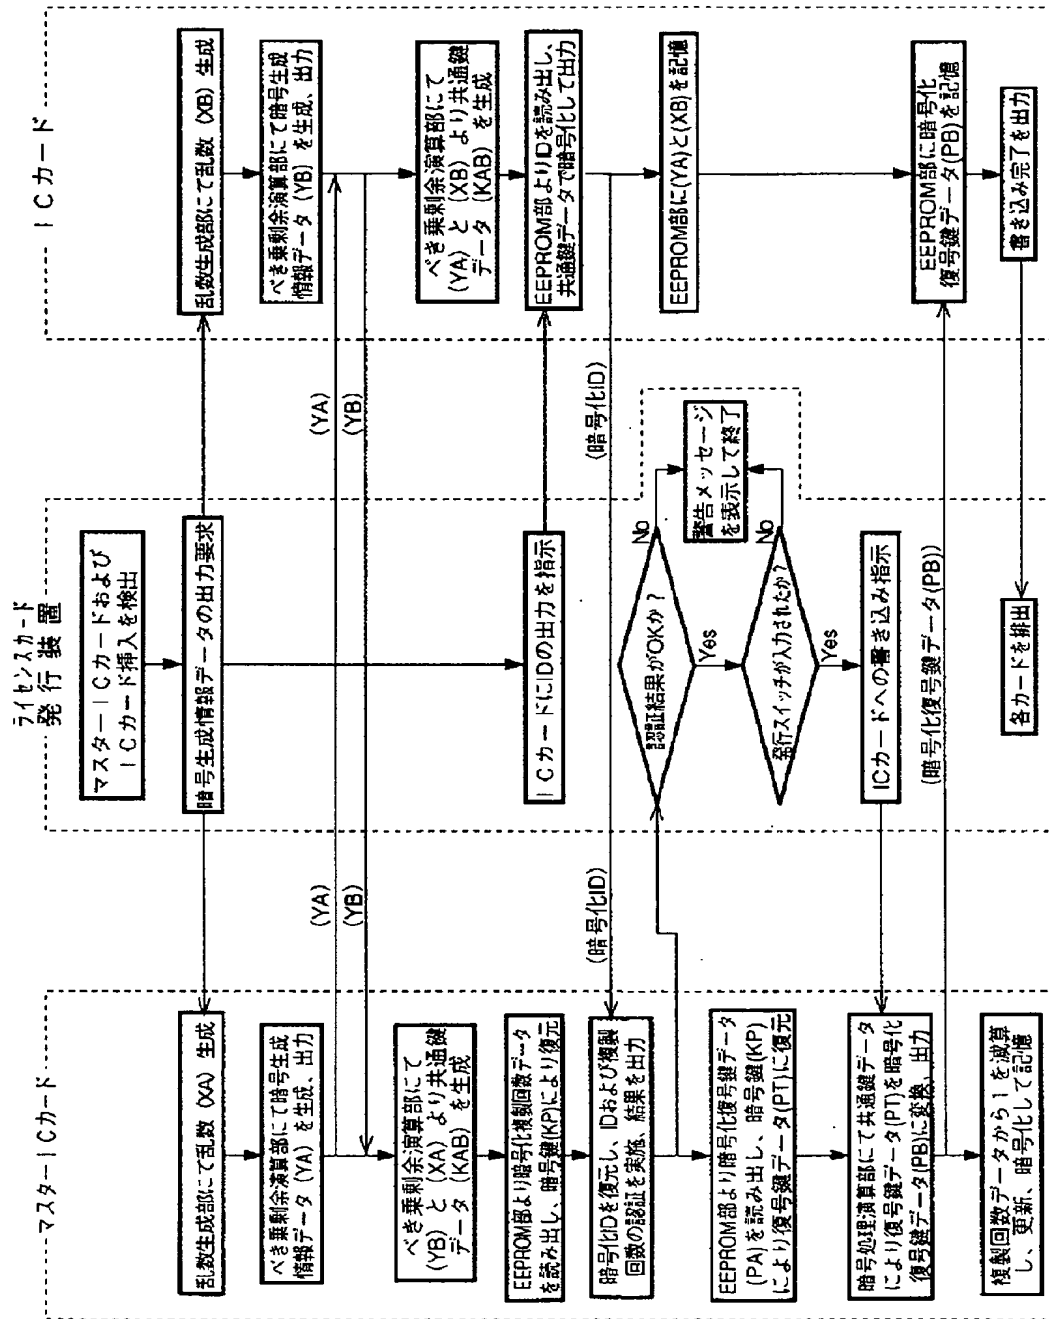 マスターICカード
乱数生成部にて乱数（XA）生成
べき乗剰余演算部にて暗号生成
情報データ（YA）を生成、出力
べき乗剰余演算部にて
（YB）と（XA）より共通鍵
データ（KAB）を生成
EEPROM部より暗号化複製回数データ
を読み出し、暗号鍵(KP)により復元
暗号化IDを復元し、IDおよび複製
回数の認証を実施、結果を出力
EEPROM部より暗号化復号鍵データ
(PA)を読み出し、暗号鍵(KP)
により復号鍵データ(PT)に復元
暗号処理演算部にて共通鍵データ
により復号鍵データ(PT)を暗号化
復号鍵データ(PB)に変換、出力
複製回数データから1を減算
し、更新、暗号化して記憶
(YA)
(YB)
(暗号化ID)
ライセンスカード
発行装置
マスターICカードおよび
ICカード挿入を検出
暗号生成情報データの出力要求
ICカードにIDの出力を指示
認証結果がOKか？
No
Yes
発行スイッチが入力されたか？
No
Yes
警告メッセージ
を表示して終了
ICカードへの書き込み指示
(暗号化復号鍵データ(PB))
各カードを排出
(YA)
(YB)
(暗号化ID)
ICカード
乱数生成部にて乱数（XB）生成
べき乗剰余演算部にて暗号生成
情報データ（YB）を生成、出力
べき乗剰余演算部にて
（YA）と（XB）より共通鍵
データ（KAB）を生成
EEPROM部よりIDを読み出し、
共通鍵データで暗号化して出力
EEPROM部に(YA)と(XB)を記憶
EEPROM部に暗号化
復号鍵データ(PB)を記憶
書き込み完了を出力